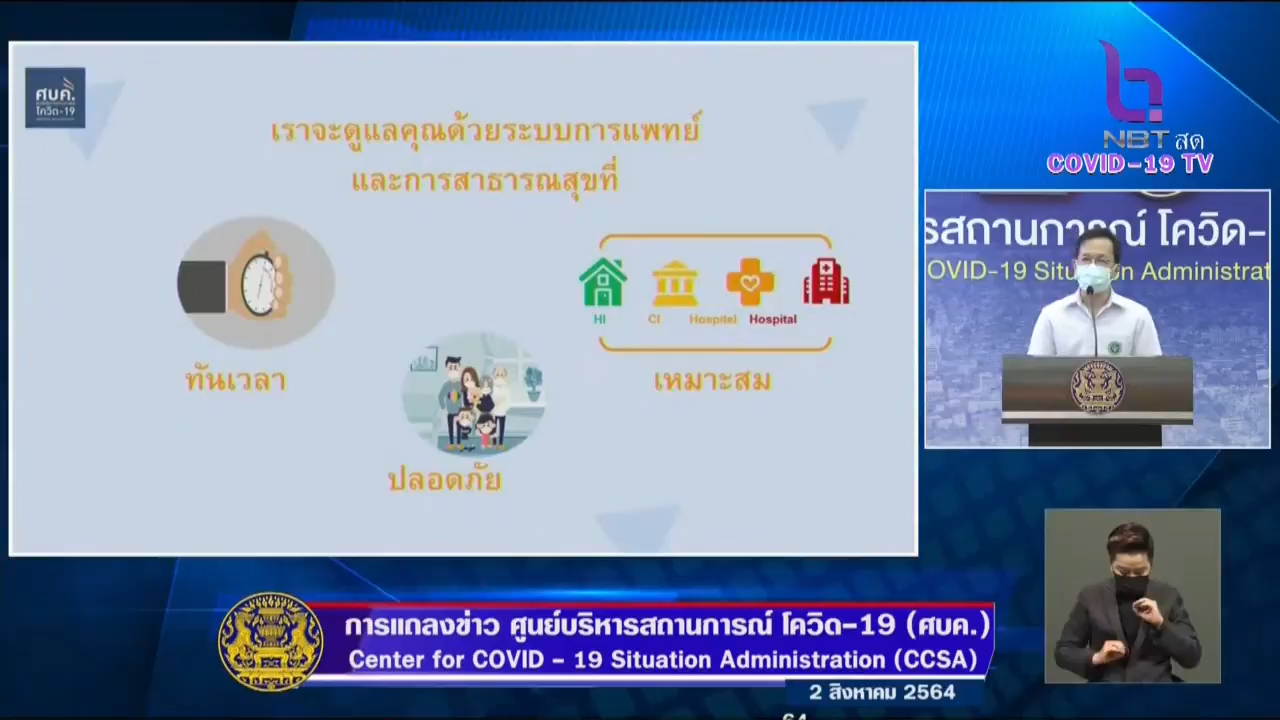 ศบค.
โควิด-19
เราจะดูแลคุณด้วยระบบการแพทย์
และการสาธารณสุขที่
HI
CI
Hospitel
Hospital
ทันเวลา
เหมาะสม
ปลอดภัย
NBT สด
COVID-19 TV
รสถานการณ์ โควิด-
OVID-19 Situ n Administrat
การแถลงข่าว ศูนย์บริหารสถานการณ์ โควิด-19 (ศบค.)
Center for COVID - 19 Situation Administration (CCSA)
2 สิงหาคม 2564